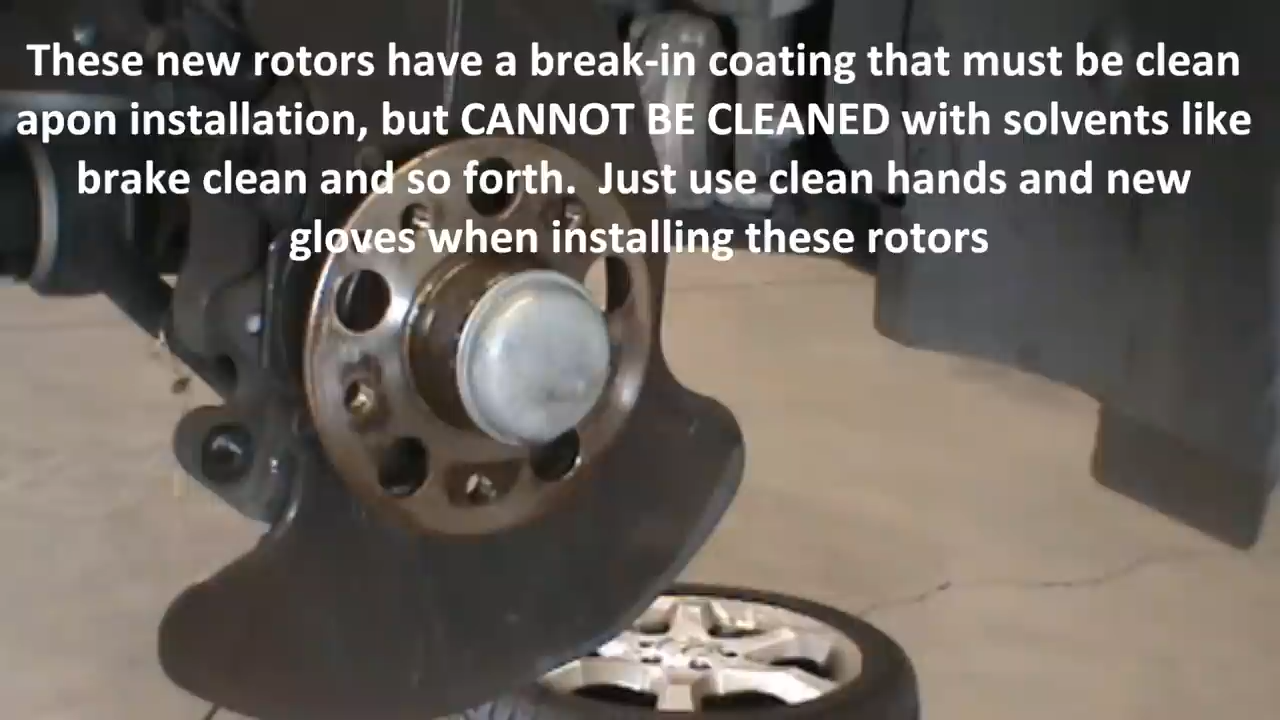 These new rotors have a break-in coating that must be clean
apon installation, but CANNOT BE CLEANED with solvents like
brake clean and so forth.  Just use clean hands and new
gloves when installing these rotors